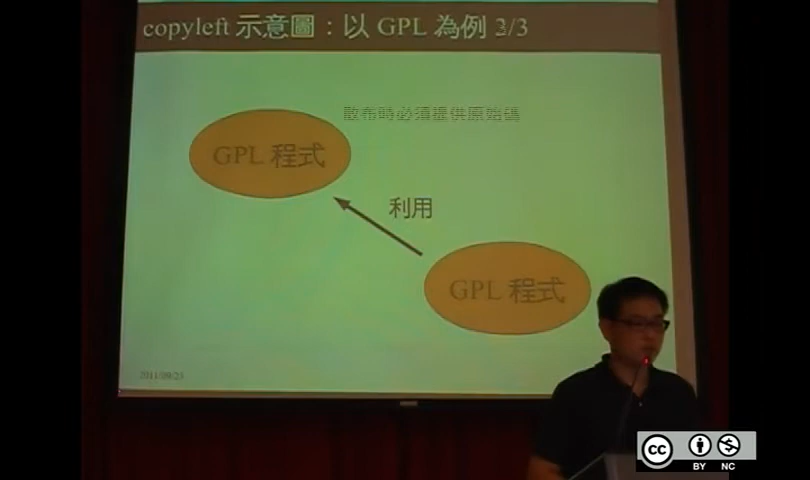 copyleft 示意圖：以 GPL 為例 2/3
散布時必須提供原始碼
GPL 程式
利用
GPL 程式
2011/09/23
cc
BY NC